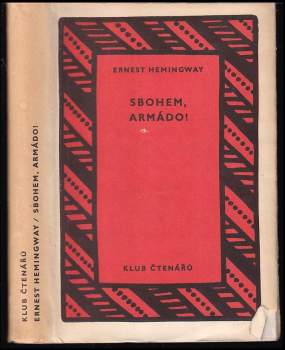 ERNEST HEMINGWAY
SBOHEM,
ARMÁDO!
KLUB ČTENÁŘŮ
KLUB ČTENÁŘŮ
ERNEST HEMINGWAY / SBOHEM, ARMÁDO!